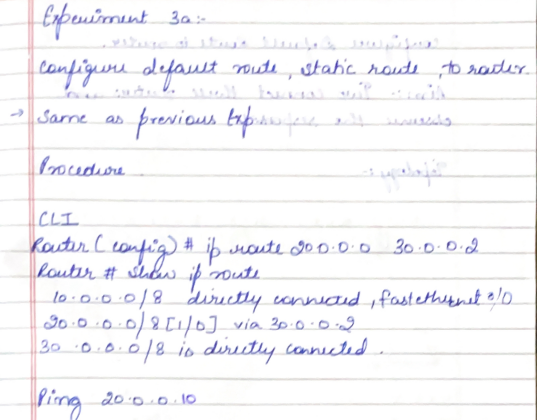 Experiment 3a:-
Configure default route, static route, to router.
→ Same as previous Exp
Procedure
CLI
Router(config)# ip route 20.0.0.0 30.0.0.2
Router # show ip route
10.0.0.0/8 directly connected, fastethernet 0/0
20.0.0.0/8 [1/0] via 30.0.0.2
30.0.0.0/8 is directly connected.
Ping 20.0.0.10